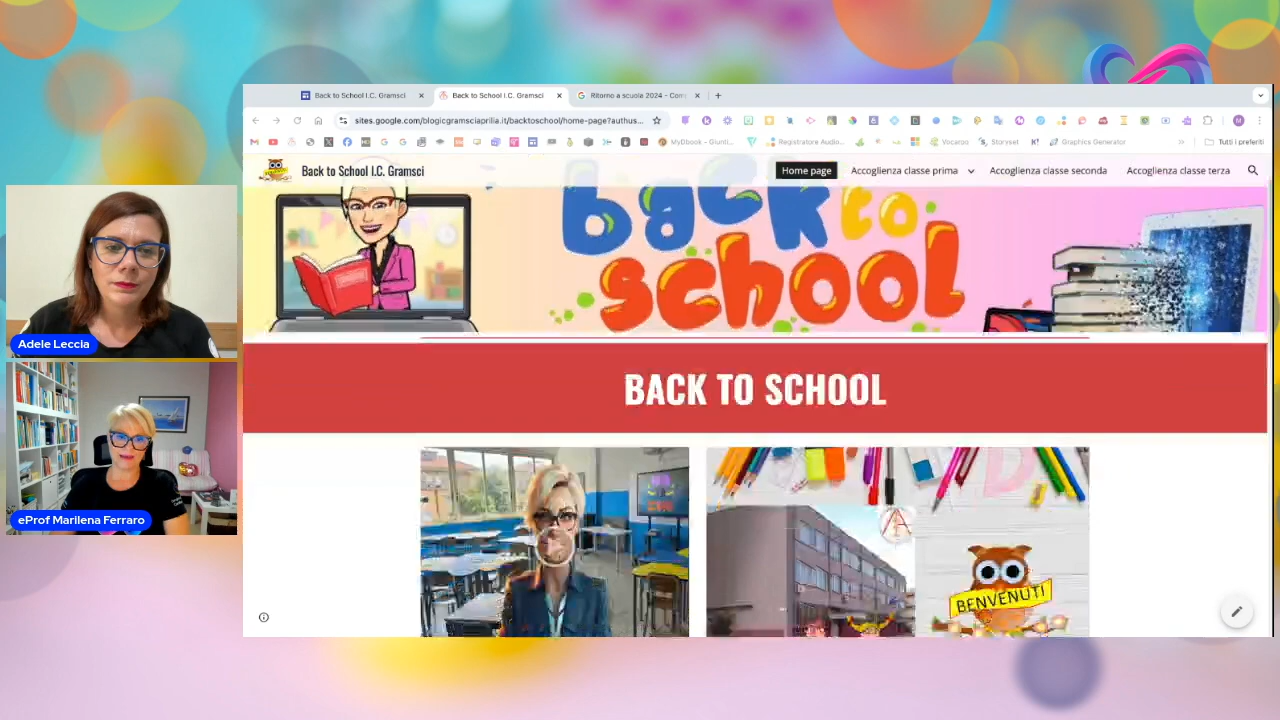 Back to School I.C. Gramsci
Back to School I.C. Gramsci
Ritorno a scuola 2024 -
sites.google.com/blogicgramsciaprilia.it/backtoschool/home-page?authus...
MyDbook - Giunti...
Registratore Audio...
Vocaroo
Storyset
K!
Graphics Generator
Tutti i preferiti
Back to School I.C. Gramsci
Home page
Accoglienza classe prima
Accoglienza classe seconda
Accoglienza classe terza
back to
school
BACK TO SCHOOL
BENVENUTI
Adele Leccia
eProf Marilena Ferraro